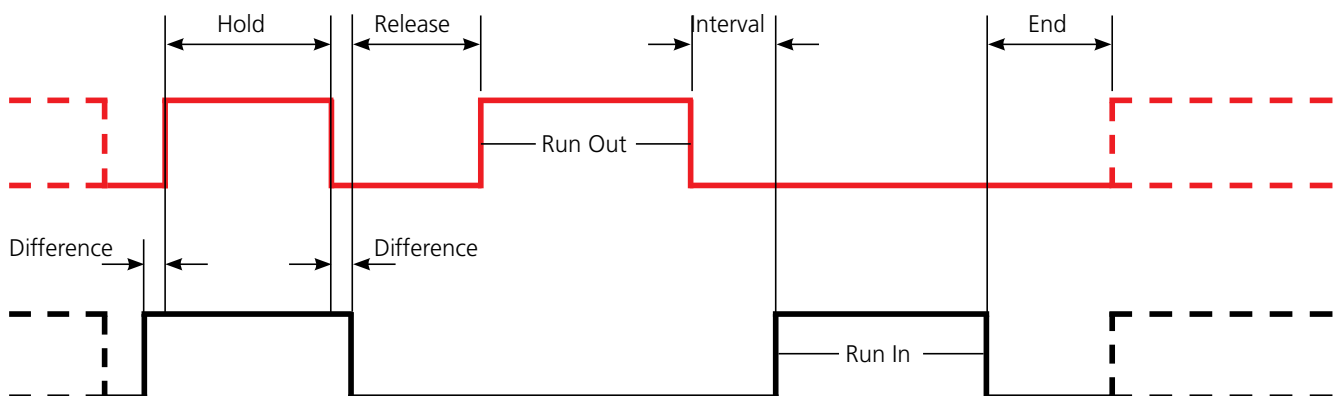 Hold
Release
Interval
End
Run Out
Difference
Difference
Run In